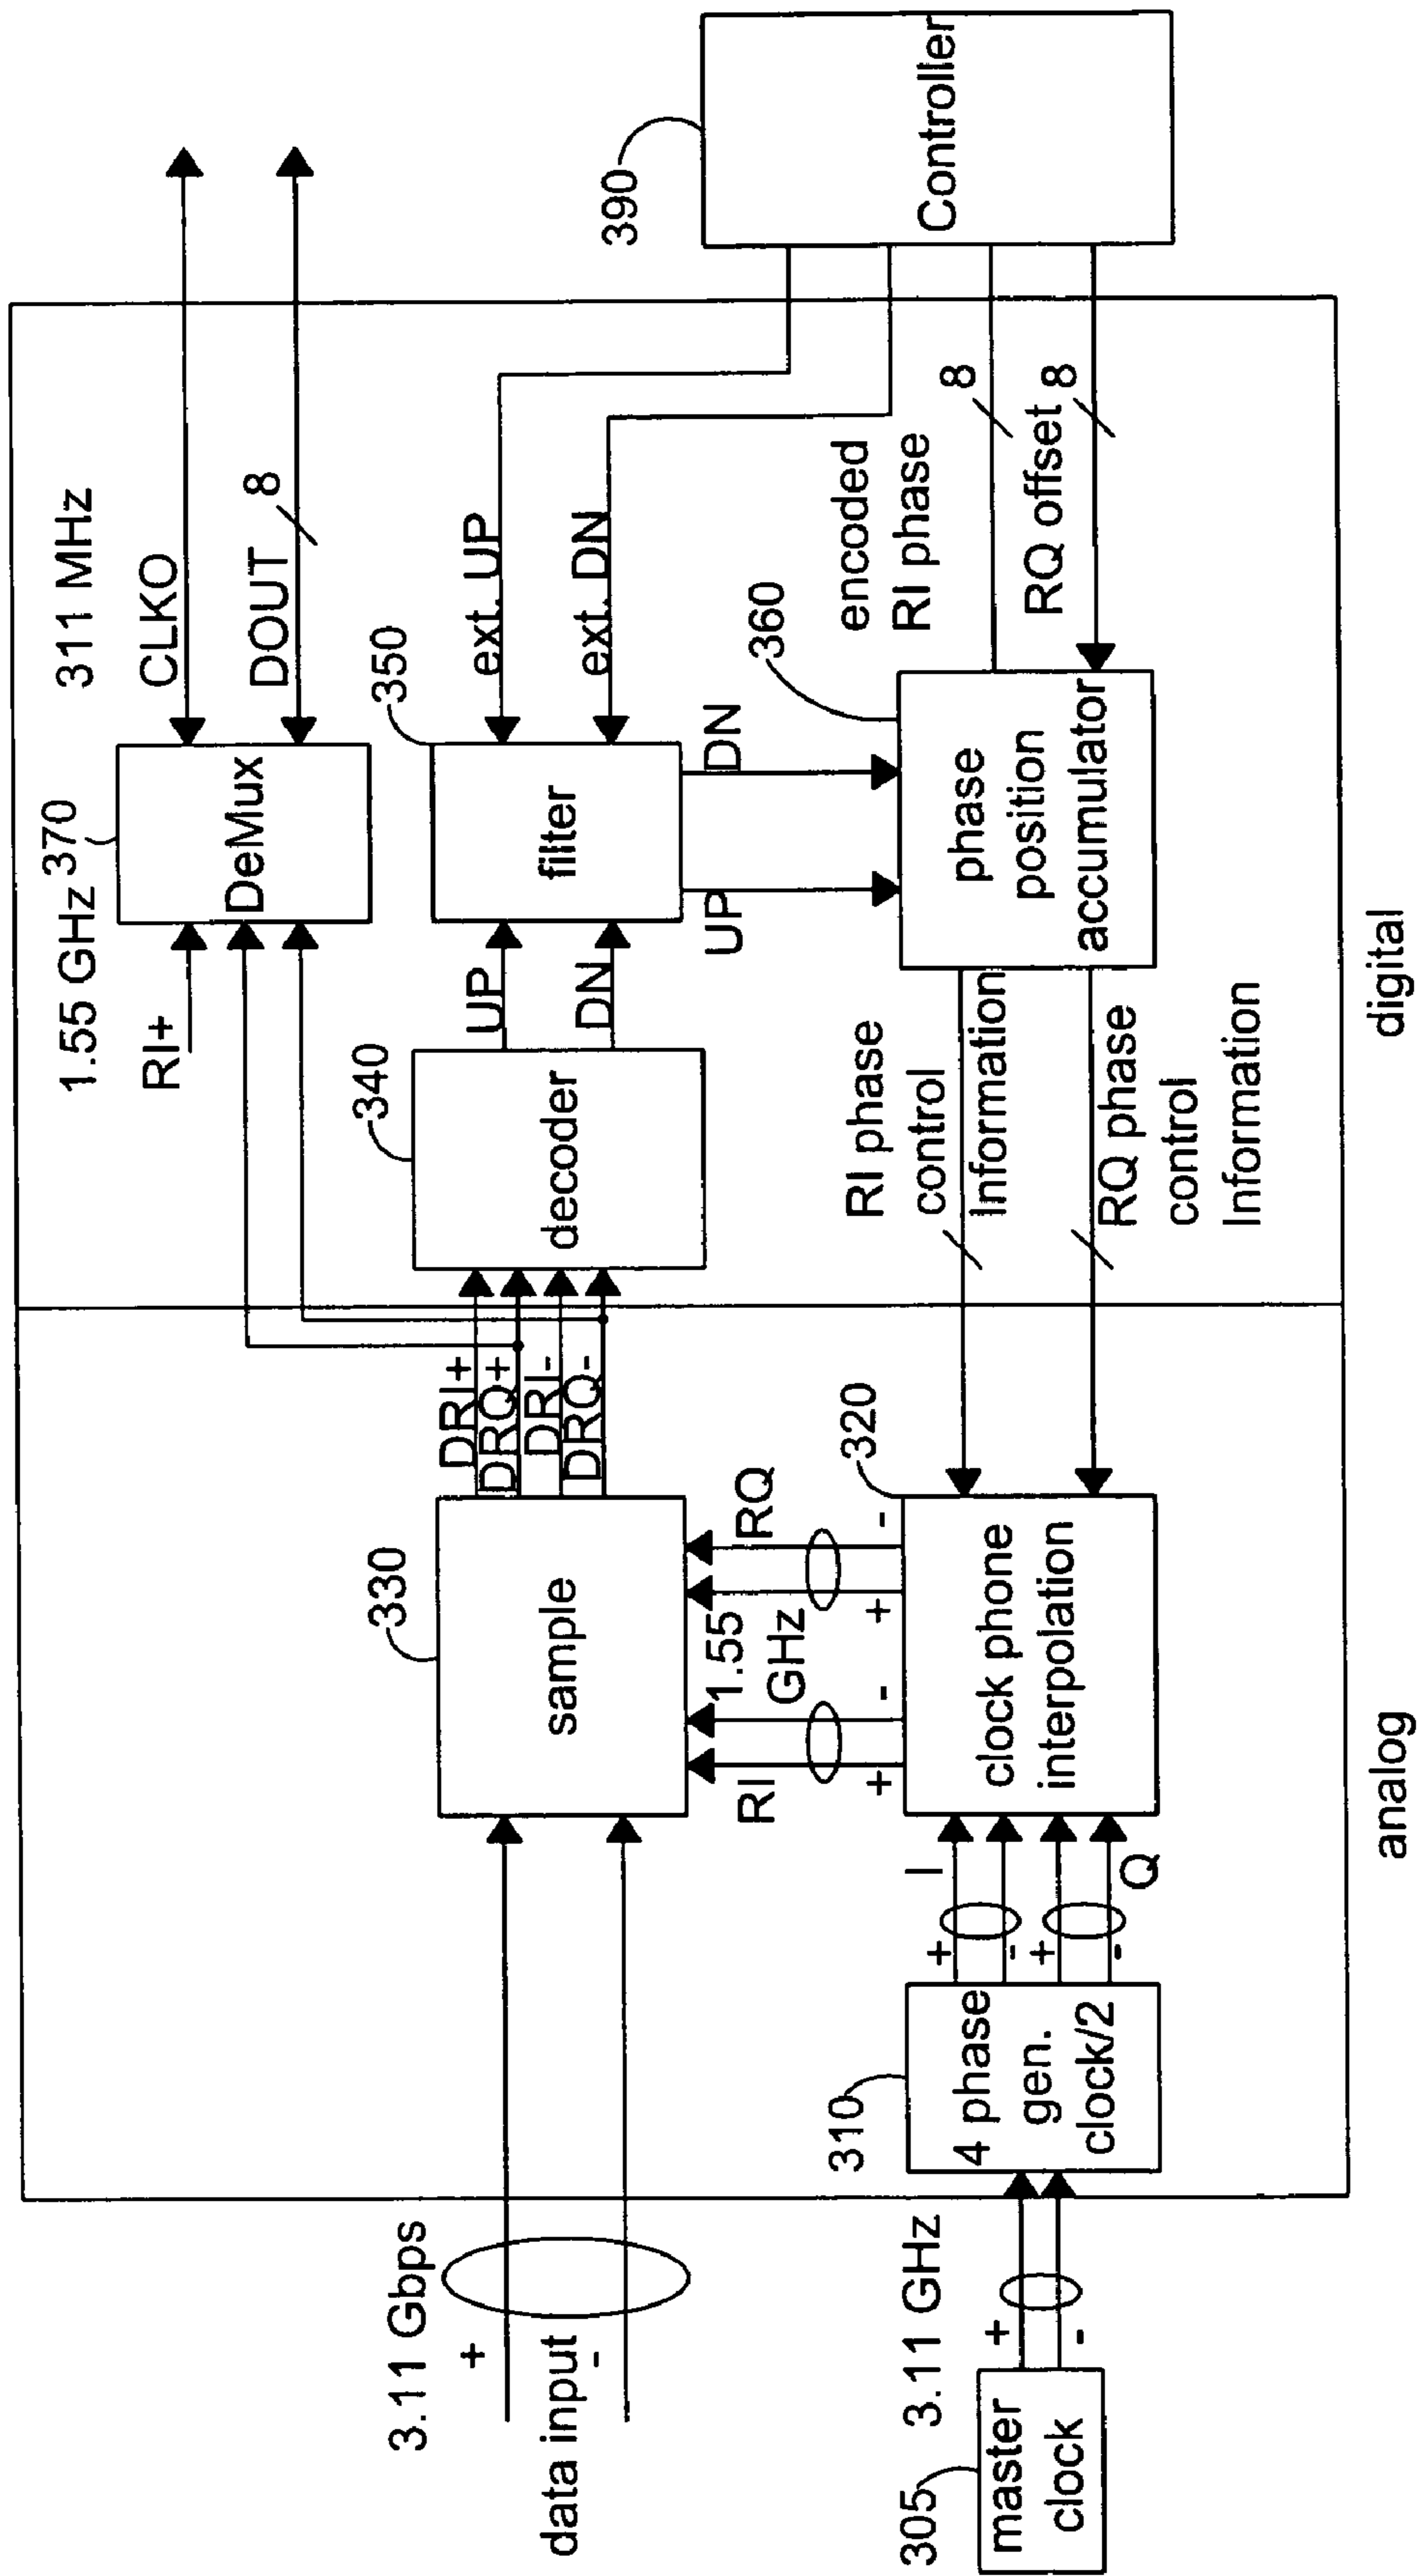 3.11 Gbps
+
data input
-
305
master
clock
3.11 GHz
+
-
310
4 phase
gen.
clock/2
+
-
+
-
I
Q
320
clock phone
interpolation
+
-
+
-
RI
1.55
GHz
RQ
330
sample
DRI+
DRQ+
DRI-
DRQ-
340
decoder
UP
DN
350
filter
ext. UP
ext. DN
UP
DN
360
phase
position
accumulator
RI phase
control
Information
RQ phase
control
Information
encoded
RI phase
8
RQ offset
8
1.55 GHz
RI+
370
DeMux
311 MHz
CLKO
DOUT
8
390
Controller
analog
digital